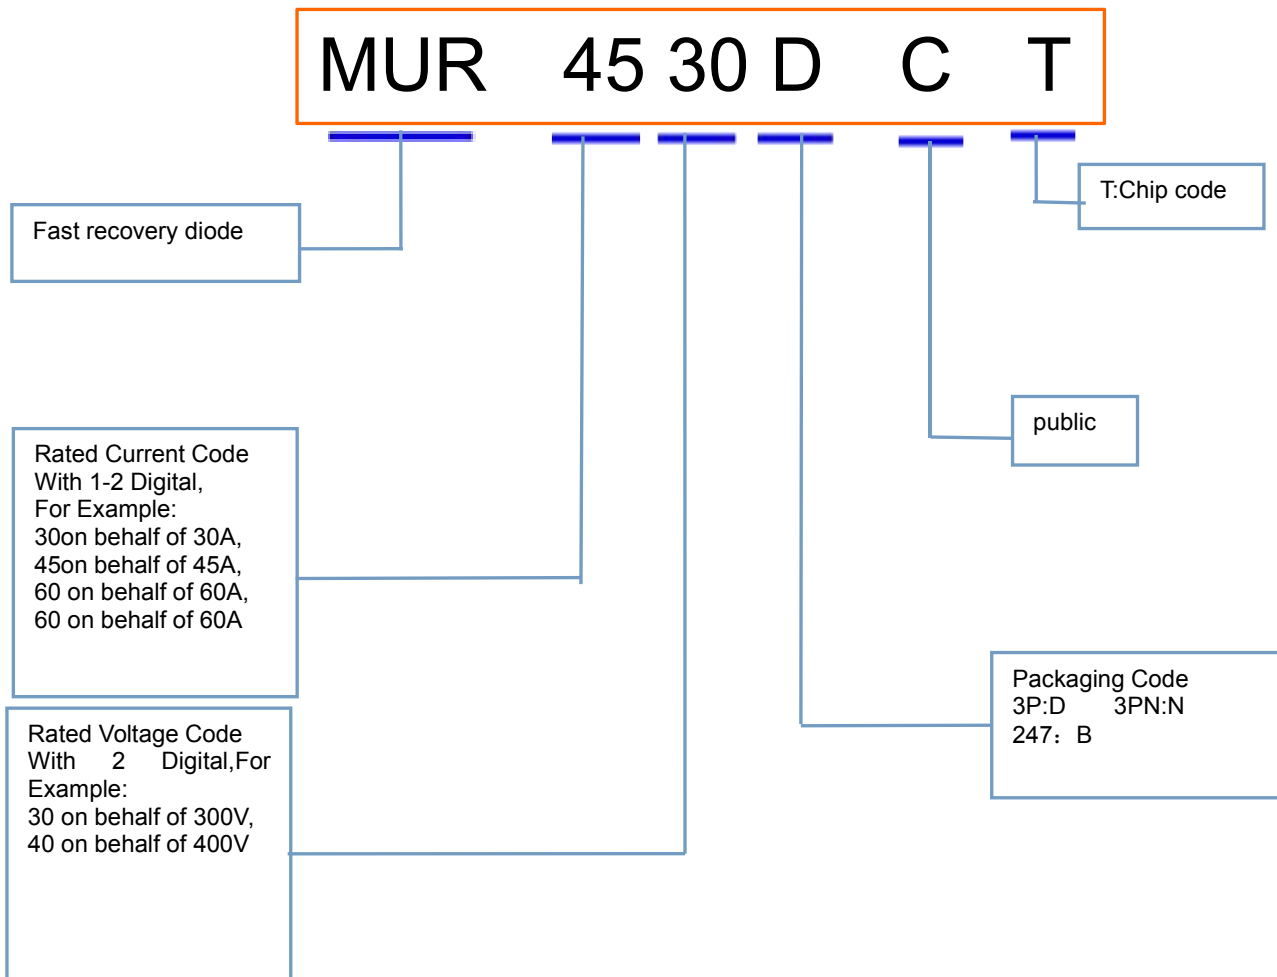 MUR 45 30 D C T
T:Chip code
Fast recovery diode
public
Rated Current Code
With 1-2 Digital,
For Example:
30on behalf of 30A,
45on behalf of 45A,
60 on behalf of 60A,
60 on behalf of 60A
Packaging Code
3P:D 3PN:N
247：B
Rated Voltage Code
With 2 Digital,For
Example:
30 on behalf of 300V,
40 on behalf of 400V